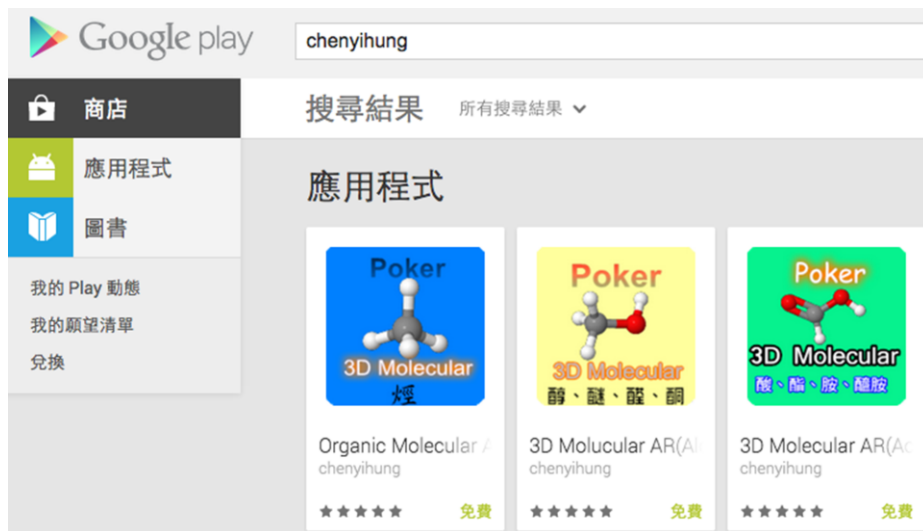 Google play
chenyihung
商店
搜尋結果 所有搜尋結果
應用程式
圖書
我的 Play 動態
我的願望清單
兌換
應用程式
Poker
3D Molecular
烴
Organic Molecular A
chenyihung
免費
Poker
3D Molecular
醇、醚、醛、酮
3D Molucular AR(Al
chenyihung
免費
Poker
3D Molecular
酸、酯、胺、醯胺
3D Molecular AR(Ac
chenyihung
免費